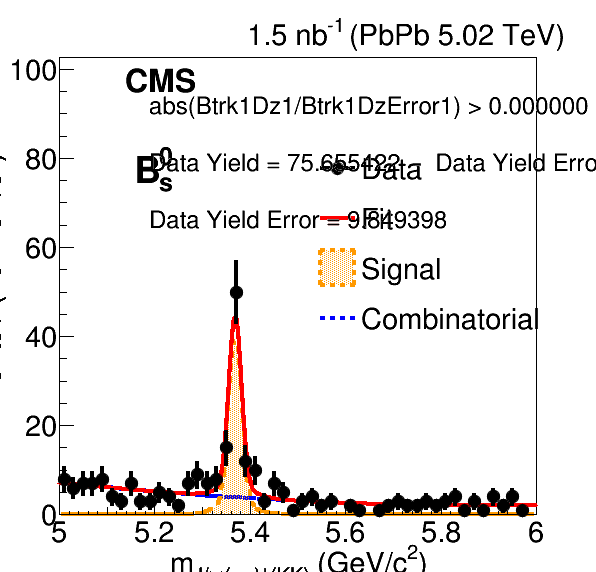 1.5 nb⁻¹ (PbPb 5.02 TeV)
CMS
abs(Btrk1Dz1/Btrk1DzError1) > 0.000000
B⁰ₛ
Data Yield = 75.655422 - Data Yield Erro
Data
Data Yield Error = 9.849398
Fit
Signal
Combinatorial
100
80
60
40
20
0
5 5.2 5.4 5.6 5.8 6
m (GeV/c²)